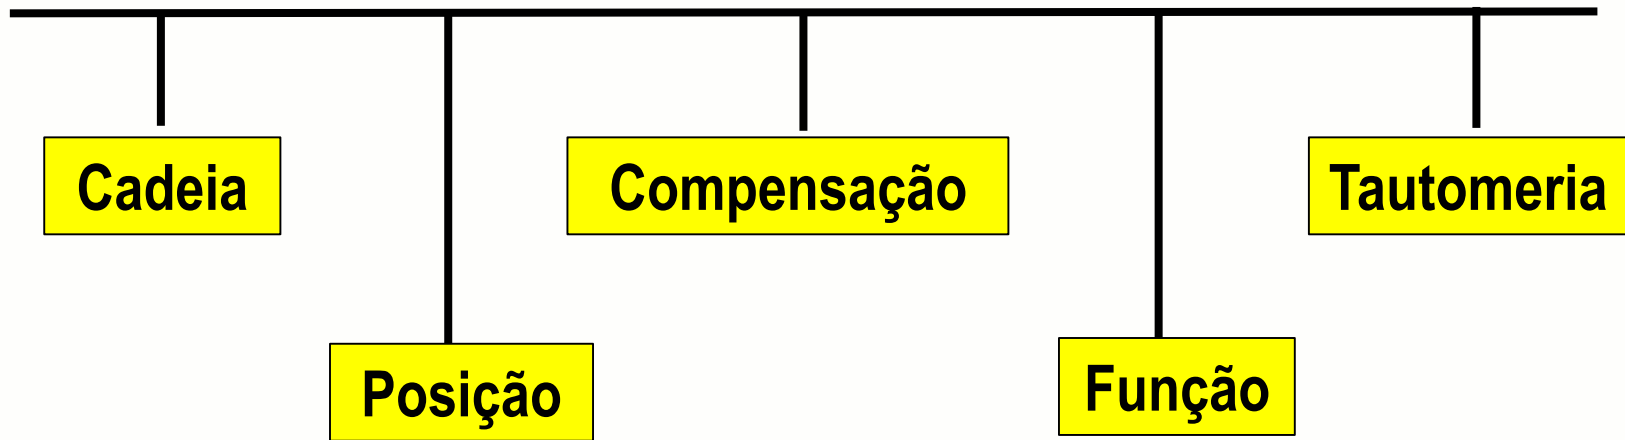 Cadeia
Compensação
Tautomeria
Posição
Função